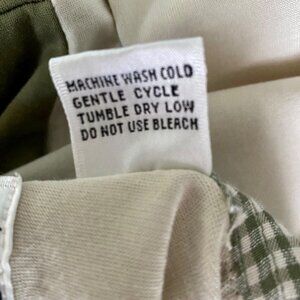 MACHINE WASH COLD
GENTLE CYCLE
TUMBLE DRY LOW
DO NOT USE BLEACH